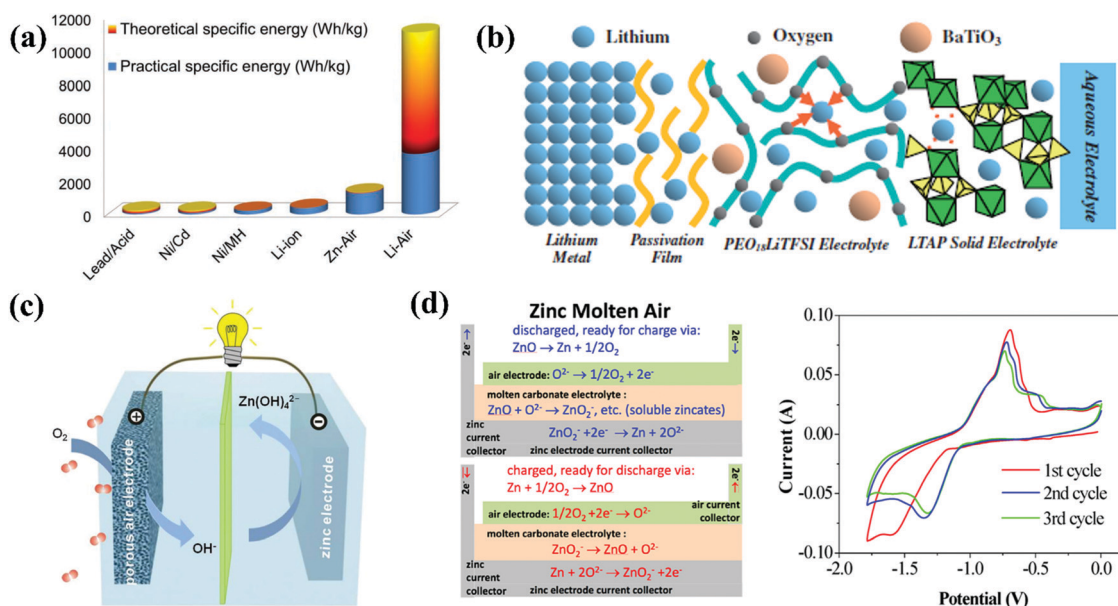 (a)
Theoretical specific energy (Wh/kg)
Practical specific energy (Wh/kg)
12000
10000
8000
6000
4000
2000
0
Lead/Acid
Ni/Cd
Ni/MH
Li-ion
Zn-Air
Li-Air
(b)
Lithium
Oxygen
BaTiO₃
Aqueous Electrolyte
Lithium
Metal
Passivation
Film
PEO₁₈LiTFSI Electrolyte
LTAP Solid Electrolyte
(c)
Zn(OH)₄²⁻
+
−
O₂
OH⁻
porous air electrode
zinc electrode
(d)
Zinc Molten Air
2e⁻ →
discharged, ready for charge via:
ZnO → Zn + 1/2O₂
2e⁻ →
air electrode: O²⁻ → 1/2O₂ + 2e⁻
molten carbonate electrolyte :
ZnO + O²⁻ → ZnO₂⁻, etc. (soluble zincates)
zinc
current
collector
ZnO₂⁻ +2e⁻ → Zn + 2O²⁻
zinc electrode current collector
2e⁻ ←
charged, ready for discharge via:
Zn + 1/2O₂ → ZnO
2e⁻ ←
air electrode: 1/2O₂ +2e⁻ → O²⁻
air current
collector
molten carbonate electrolyte :
ZnO₂⁻ → ZnO + O²⁻
zinc
current
collector
Zn + 2O²⁻ → ZnO₂⁻ +2e⁻
zinc electrode current collector
Current (A)
0.10
0.05
0.00
-0.05
-0.10
1st cycle
2nd cycle
3rd cycle
-2.0 -1.5 -1.0 -0.5 0.0
Potential (V)